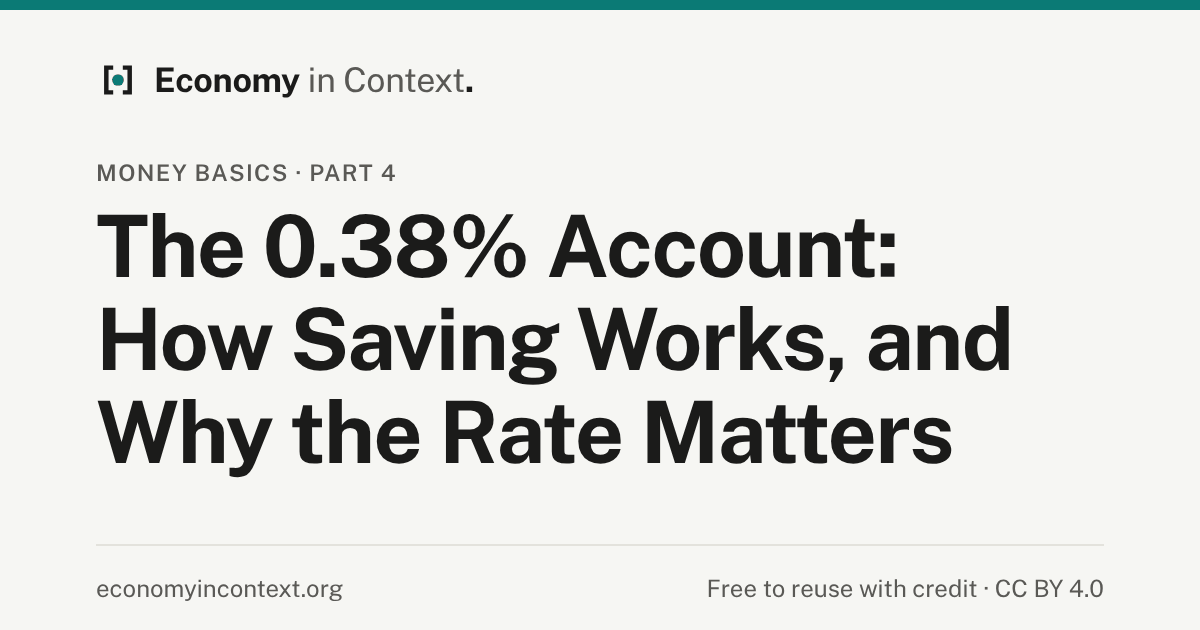 Economy in Context.
MONEY BASICS · PART 4
The 0.38% Account:
How Saving Works, and
Why the Rate Matters
economyincontext.org
Free to reuse with credit · CC BY 4.0